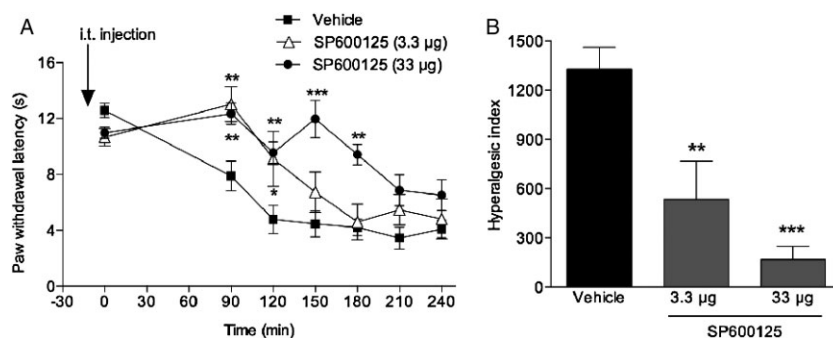 A
i.t. injection
Vehicle
SP600125 (3.3 µg)
SP600125 (33 µg)
Paw withdrawal latency (s)
16
12
8
4
0
**
**
***
**
**
*
-30 0 30 60 90 120 150 180 210 240
Time (min)
B
Hyperalgesic index
1500
1200
900
600
300
0
**
***
Vehicle 3.3 µg 33 µg
SP600125